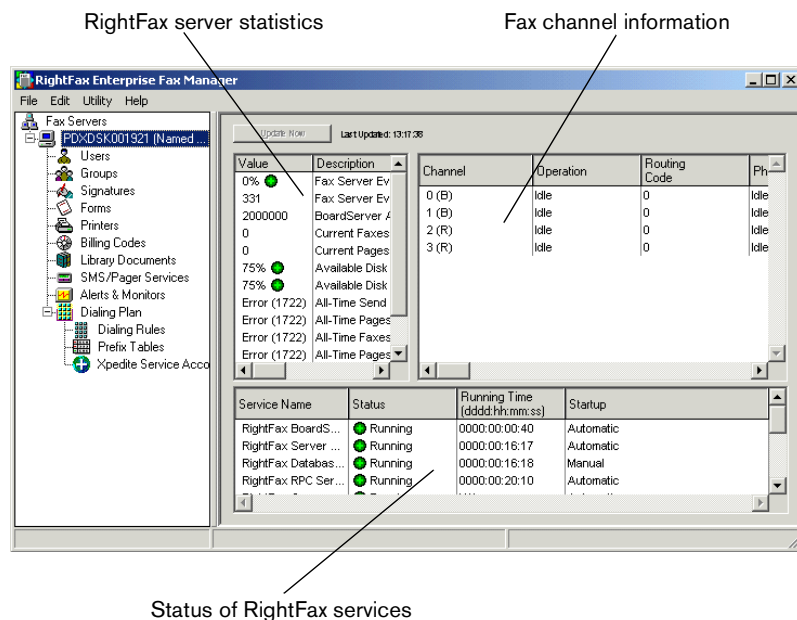 RightFax server statistics
Fax channel information
RightFax Enterprise Fax Manager
File Edit Utility Help
Fax Servers
PDXDSK001921 (Named ...
Users
Groups
Signatures
Forms
Printers
Billing Codes
Library Documents
SMS/Pager Services
Alerts & Monitors
Dialing Plan
Dialing Rules
Prefix Tables
Xpedite Service Acco
Update Now
Last Updated: 13:17:38
Value Description
0% Fax Server Ev
331 Fax Server Ev
2000000 BoardServer A
0 Current Faxes
0 Current Pages
75% Available Disk
75% Available Disk
Error (1722) All-Time Send
Error (1722) All-Time Pages
Error (1722) All-Time Faxes
Error (1722) All-Time Pages
Channel Operation Routing Code Ph
0 (B) Idle 0 Idle
1 (B) Idle 0 Idle
2 (R) Idle 0 Idle
3 (R) Idle 0 Idle
Service Name Status Running Time (dddd:hh:mm:ss) Startup
RightFax BoardS... Running 0000:00:00:40 Automatic
RightFax Server ... Running 0000:00:16:17 Automatic
RightFax Databas... Running 0000:00:16:18 Manual
RightFax RPC Ser... Running 0000:00:20:10 Automatic
Status of RightFax services